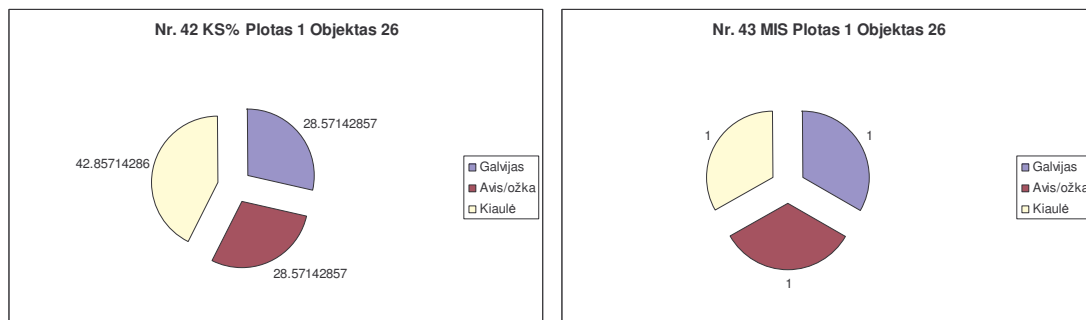 Nr. 42 KS% Plotas 1 Objektas 26
28.57142857
42.85714286
28.57142857
Galvijas
Avis/ožka
Kiaulė
Nr. 43 MIS Plotas 1 Objektas 26
1
1
1
Galvijas
Avis/ožka
Kiaulė